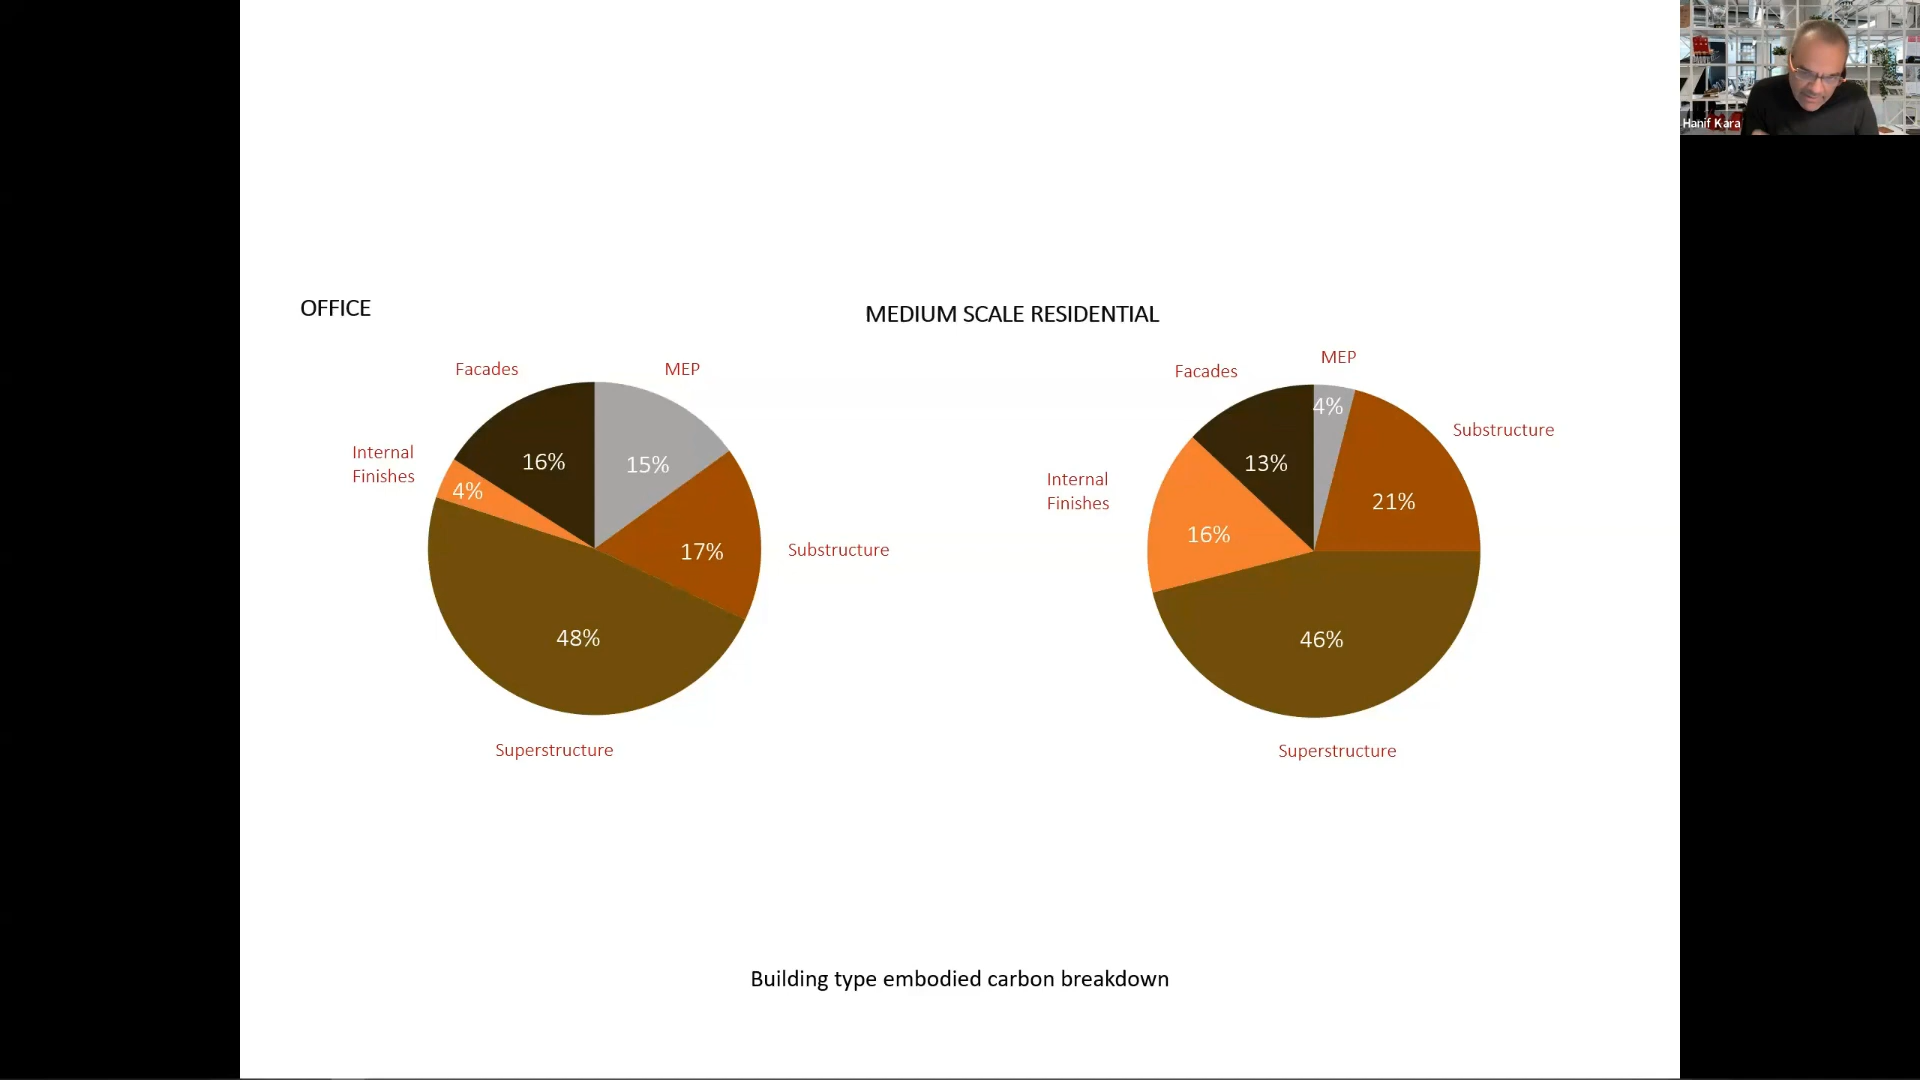 Hanif Kara
OFFICE
MEDIUM SCALE RESIDENTIAL
Facades
MEP
Internal
Finishes
16%
15%
4%
17%
Substructure
48%
Superstructure
Facades
MEP
4%
Substructure
13%
21%
Internal
Finishes
16%
46%
Superstructure
Building type embodied carbon breakdown